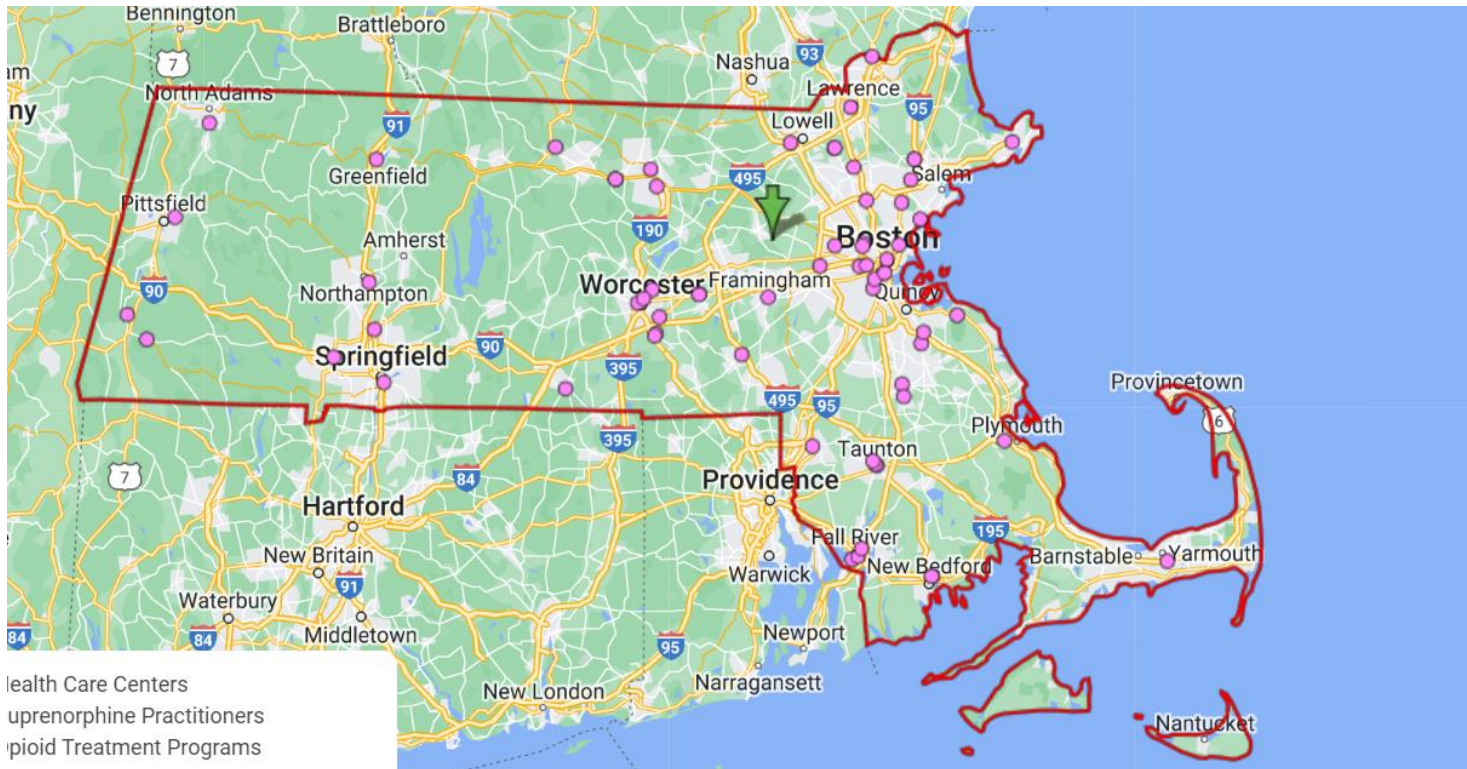 Bennington
Brattleboro
7
93
Nashua
am
ny
North Adams
Lawrence
95
91
Lowell
Greenfield
495
Salem
Pittsfield
190
Boston
Amherst
90
Northampton
Worcester
Framingham
Quincy
Springfield
90
395
Provincetown
495
95
6
395
Plymouth
Taunton
7
84
Providence
Hartford
195
Fall River
New Britain
Barnstable
Yarmouth
New Bedford
Warwick
91
Waterbury
84
84
Middletown
95
Newport
Narragansett
New London
Nantucket
ealth Care Centers
uprenorphine Practitioners
pioid Treatment Programs